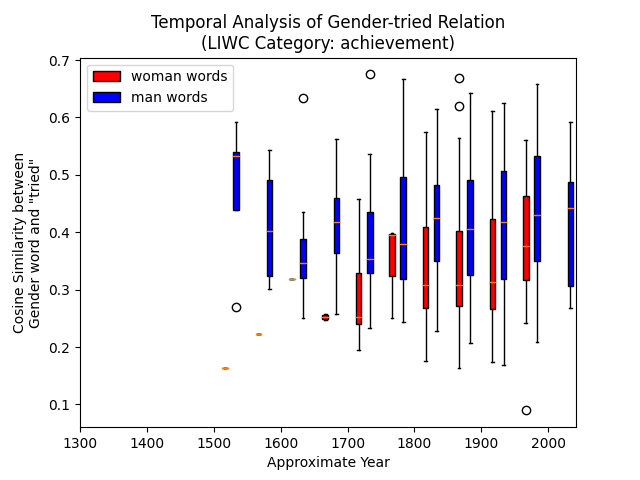 Temporal Analysis of Gender-tried Relation
(LIWC Category: achievement)
woman words
man words
0.7
0.6
0.5
0.4
0.3
0.2
0.1
Cosine Similarity between
Gender word and "tried"
1300 1400 1500 1600 1700 1800 1900 2000
Approximate Year